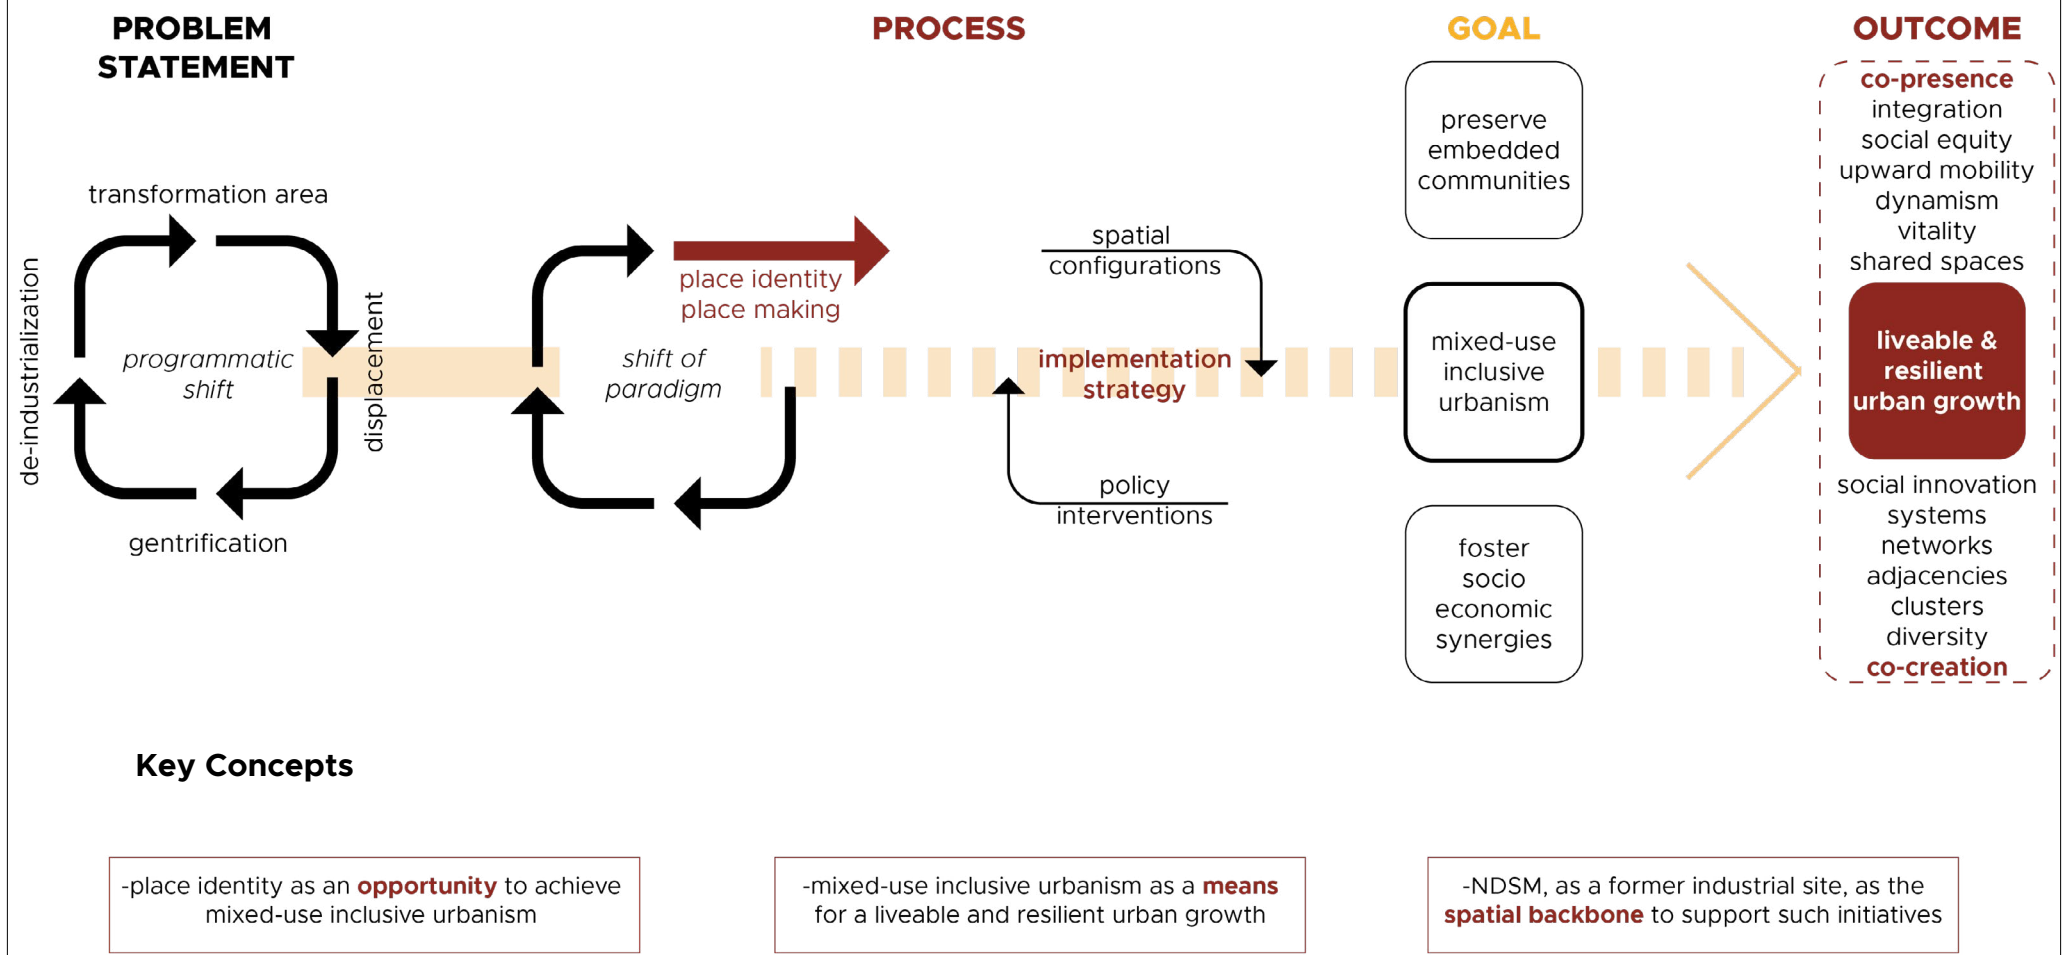 PROBLEM
STATEMENT
PROCESS
GOAL
OUTCOME
transformation area
de-industrialization
programmatic
shift
displacement
gentrification
place identity
place making
shift of
paradigm
spatial
configurations
implementation
strategy
policy
interventions
preserve
embedded
communities
mixed-use
inclusive
urbanism
foster
socio
economic
synergies
co-presence
integration
social equity
upward mobility
dynamism
vitality
shared spaces
liveable &
resilient
urban growth
social innovation
systems
networks
adjacencies
clusters
diversity
co-creation
Key Concepts
-place identity as an opportunity to achieve
mixed-use inclusive urbanism
-mixed-use inclusive urbanism as a means
for a liveable and resilient urban growth
-NDSM, as a former industrial site, as the
spatial backbone to support such initiatives